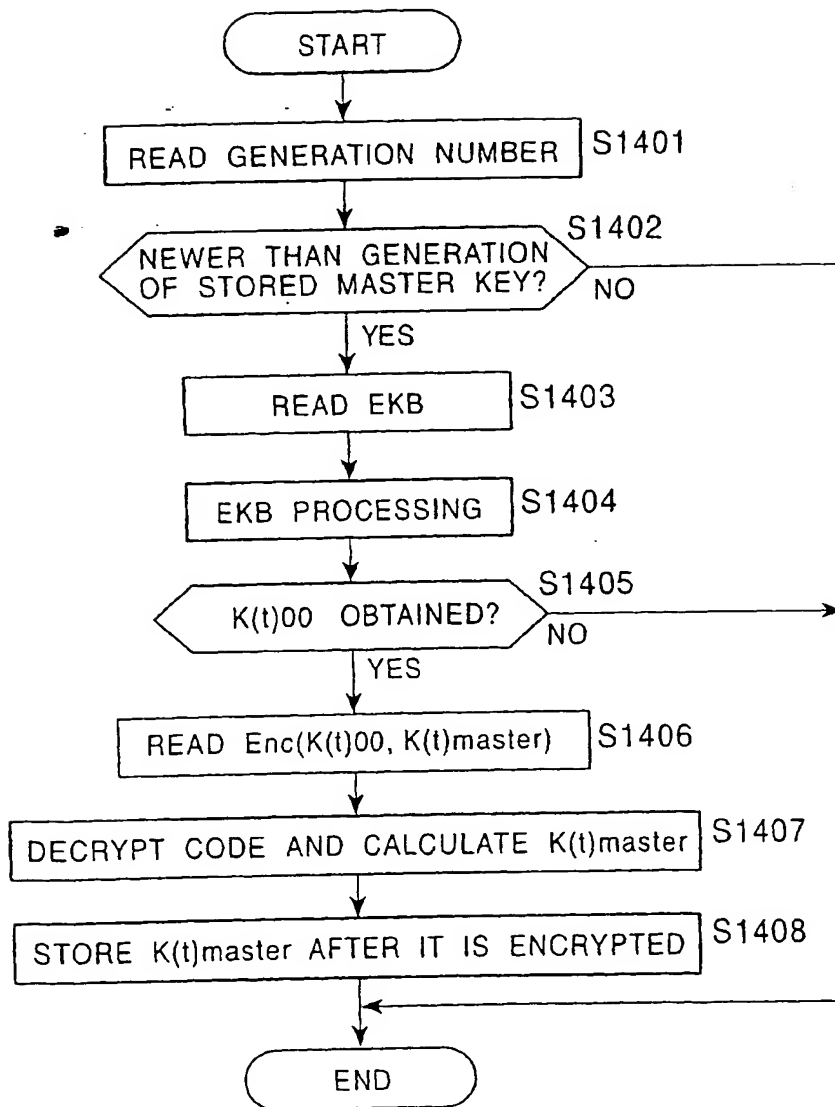 START
READ GENERATION NUMBER
S1401
S1402
NEWER THAN GENERATION
OF STORED MASTER KEY?
NO
YES
READ EKB
S1403
EKB PROCESSING
S1404
S1405
K(t)00 OBTAINED?
NO
YES
READ Enc(K(t)00, K(t)master)
S1406
DECRYPT CODE AND CALCULATE K(t)master
S1407
STORE K(t)master AFTER IT IS ENCRYPTED
S1408
END